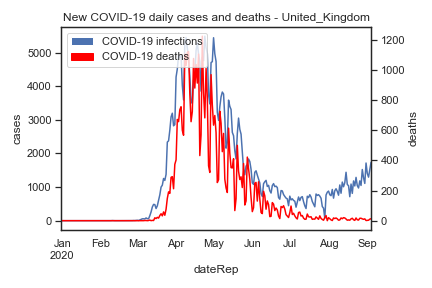 New COVID-19 daily cases and deaths - United_Kingdom
COVID-19 infections
COVID-19 deaths
5000
4000
3000
2000
1000
0
cases
1200
1000
800
600
400
200
0
deaths
Jan Feb Mar Apr May Jun Jul Aug Sep
2020
dateRep